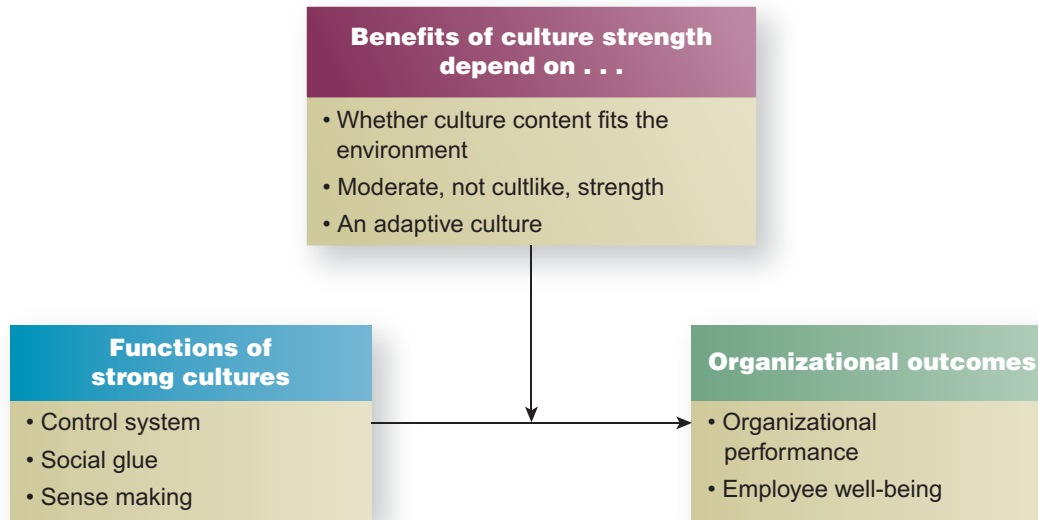 Benefits of culture strength
depend on . . .
• Whether culture content fits the
environment
• Moderate, not cultlike, strength
• An adaptive culture
Functions of
strong cultures
• Control system
• Social glue
• Sense making
Organizational outcomes
• Organizational
performance
• Employee well-being